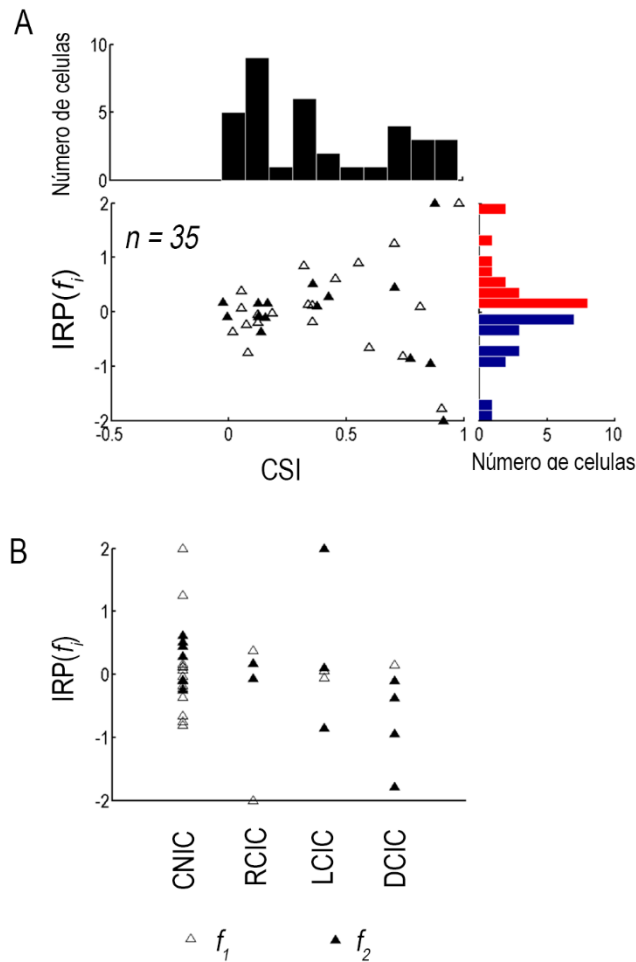 A
Número de celulas
10
5
0
n = 35
IRP(fi)
2
1
0
-1
-2
-0.5
0
0.5
1
CSI
0
5
10
Número de celulas
B
IRP(fi)
2
1
0
-1
-2
CNIC
RCIC
LCIC
DCIC
f1
f2